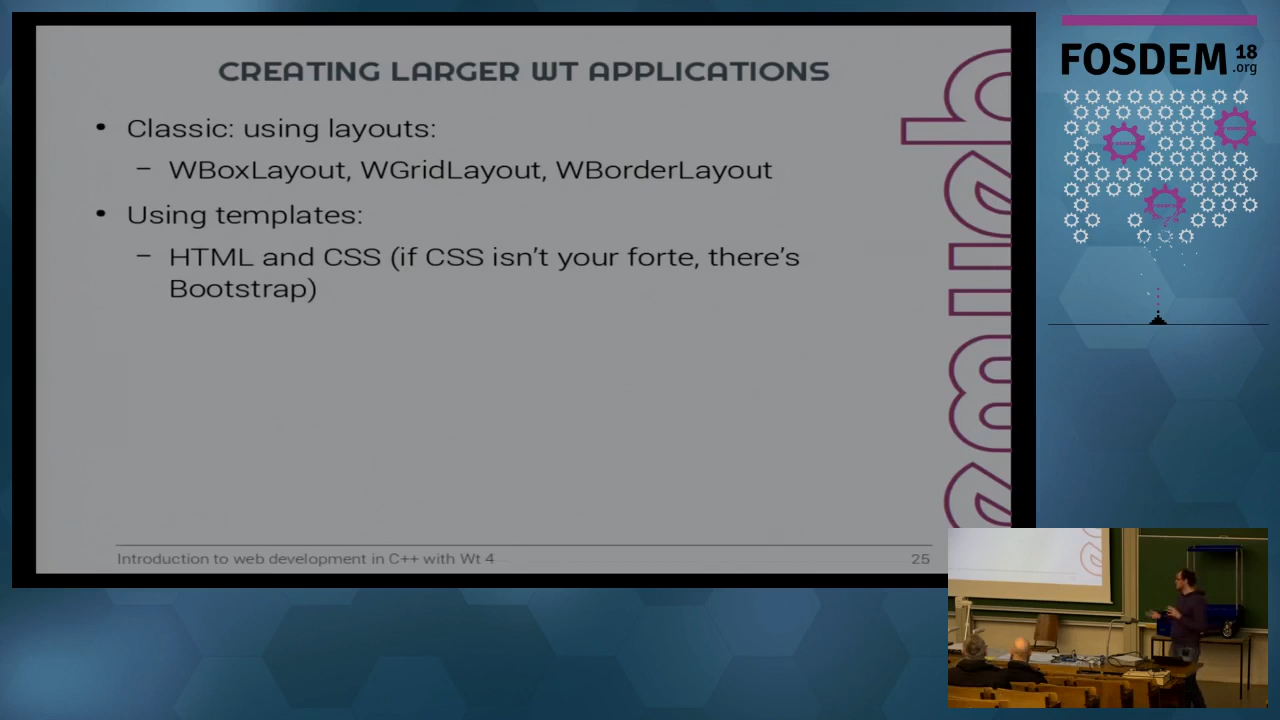 CREATING LARGER WT APPLICATIONS
• Classic: using layouts:
– WBoxLayout, WGridLayout, WBorderLayout
• Using templates:
– HTML and CSS (if CSS isn't your forte, there's
Bootstrap)
Introduction to web development in C++ with Wt 4
25
emweb
FOSDEM 18
.org